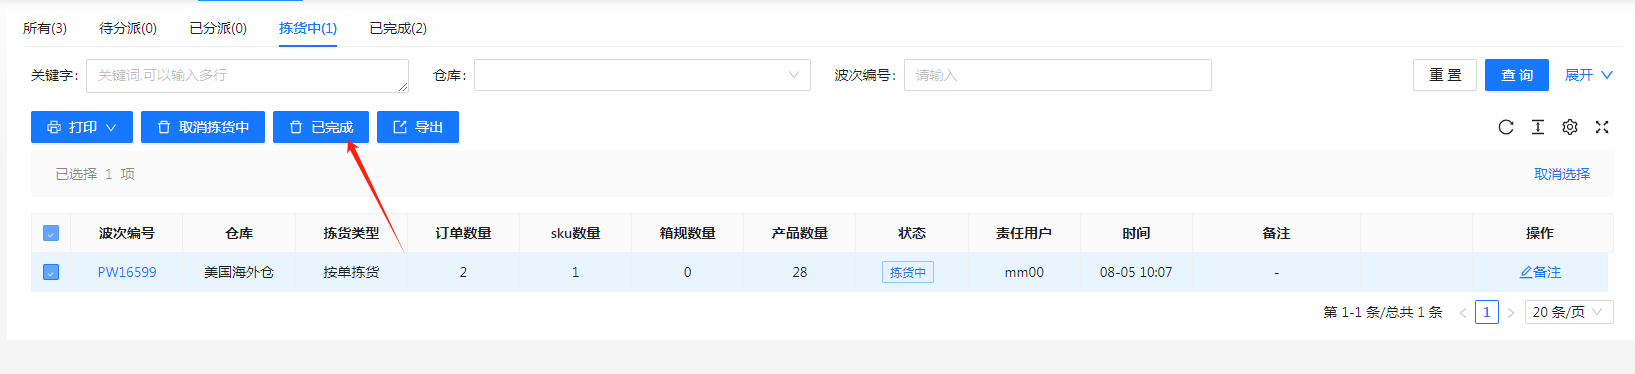 所有(3) 待分派(0) 已分派(0) 拣货中(1) 已完成(2)
关键字: 关键词,可以输入多行 仓库: 波次编号: 请输入 重 置 查 询 展开
打印 取消拣货中 已完成 导出
已选择 1 项 取消选择
波次编号 仓库 拣货类型 订单数量 sku数量 箱规数量 产品数量 状态 责任用户 时间 备注 操作
PW16599 美国海外仓 按单拣货 2 1 0 28 拣货中 mm00 08-05 10:07 - 备注
第 1-1 条/总共 1 条 < 1 > 20 条/页